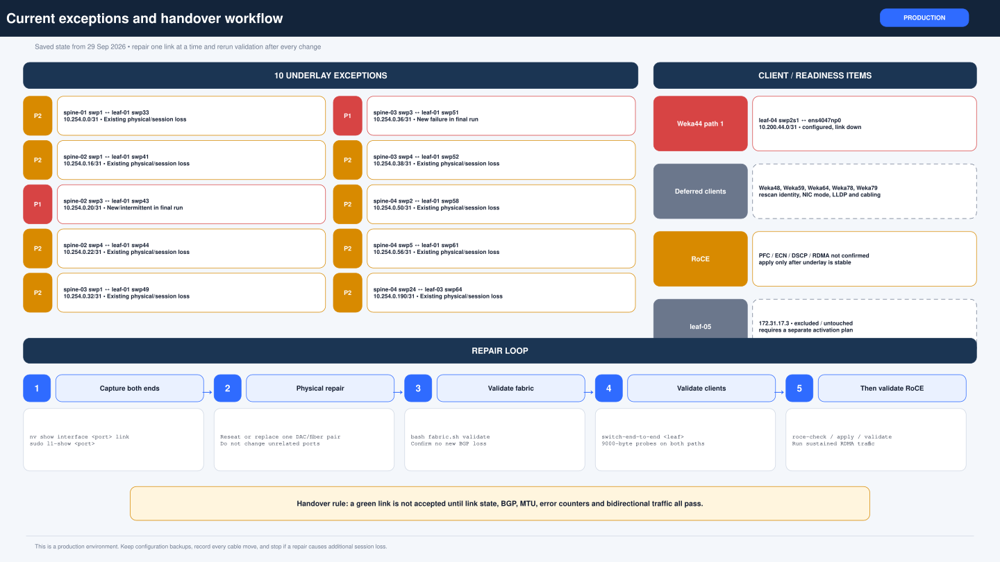 Current exceptions and handover workflow
PRODUCTION
Saved state from 29 Sep 2026 • repair one link at a time and rerun validation after every change
10 UNDERLAY EXCEPTIONS
P2
spine-01 swp1 ↔ leaf-01 swp33
10.254.0.0/31 • Existing physical/session loss
P1
spine-03 swp3 ↔ leaf-01 swp51
10.254.0.36/31 • New failure in final run
P2
spine-02 swp1 ↔ leaf-01 swp41
10.254.0.16/31 • Existing physical/session loss
P2
spine-03 swp4 ↔ leaf-01 swp52
10.254.0.38/31 • Existing physical/session loss
P1
spine-02 swp3 ↔ leaf-01 swp43
10.254.0.20/31 • New/intermittent in final run
P2
spine-04 swp2 ↔ leaf-01 swp58
10.254.0.50/31 • Existing physical/session loss
P2
spine-02 swp4 ↔ leaf-01 swp44
10.254.0.22/31 • Existing physical/session loss
P2
spine-04 swp5 ↔ leaf-01 swp61
10.254.0.56/31 • Existing physical/session loss
P2
spine-03 swp1 ↔ leaf-01 swp49
10.254.0.32/31 • Existing physical/session loss
P2
spine-04 swp24 ↔ leaf-03 swp64
10.254.0.190/31 • Existing physical/session loss
CLIENT / READINESS ITEMS
Weka44 path 1
leaf-04 swp2s1 ↔ ens4047np0
10.200.44.0/31 • configured, link down
Deferred clients
Weka48, Weka59, Weka64, Weka78, Weka79
rescan identity, NIC mode, LLDP and cabling
RoCE
PFC / ECN / DSCP / RDMA not confirmed
apply only after underlay is stable
leaf-05
172.31.17.3 • excluded / untouched
requires a separate activation plan
REPAIR LOOP
1
Capture both ends
→
2
Physical repair
→
3
Validate fabric
→
4
Validate clients
→
5
Then validate RoCE
nv show interface <port> link
sudo l1-show <port>
Reseat or replace one DAC/fiber pair
Do not change unrelated ports
bash fabric.sh validate
Confirm no new BGP loss
switch-end-to-end <leaf>
9000-byte probes on both paths
roce-check / apply / validate
Run sustained RDMA traffic
Handover rule: a green link is not accepted until link state, BGP, MTU, error counters and bidirectional traffic all pass.
This is a production environment. Keep configuration backups, record every cable move, and stop if a repair causes additional session loss.